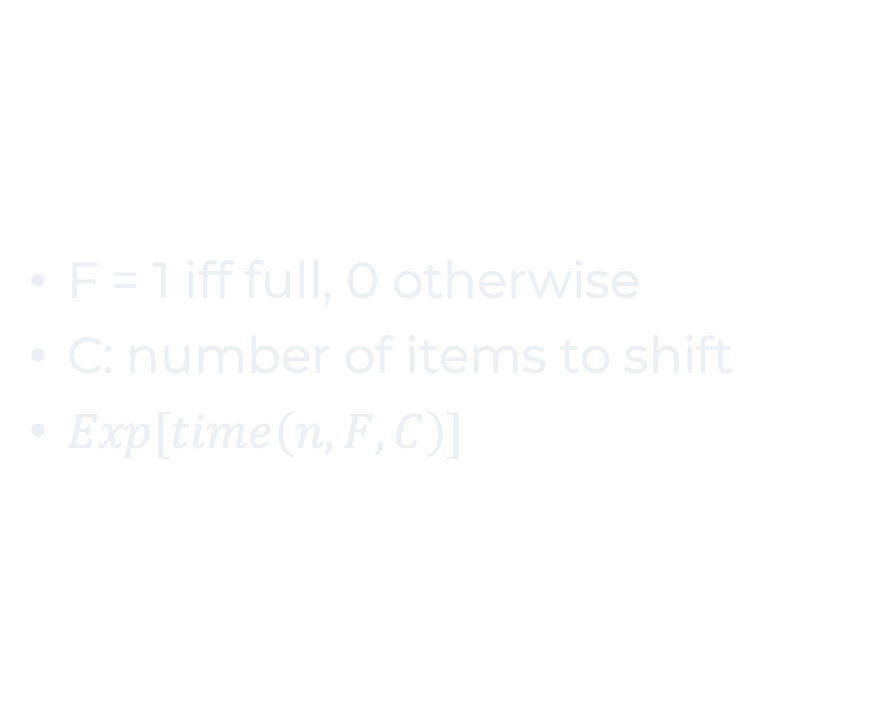 • F = 1 iff full, 0 otherwise
• C: number of items to shift
• Exp[time(n, F, C)]